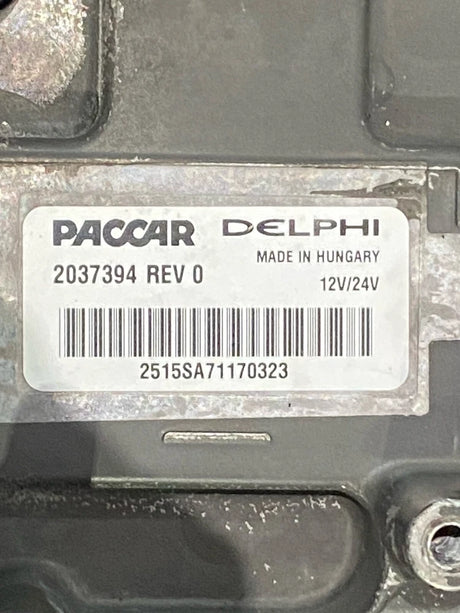 PACCAR DELPHI
MADE IN HUNGARY
2037394 REV 0
12V/24V
2515SA71170323